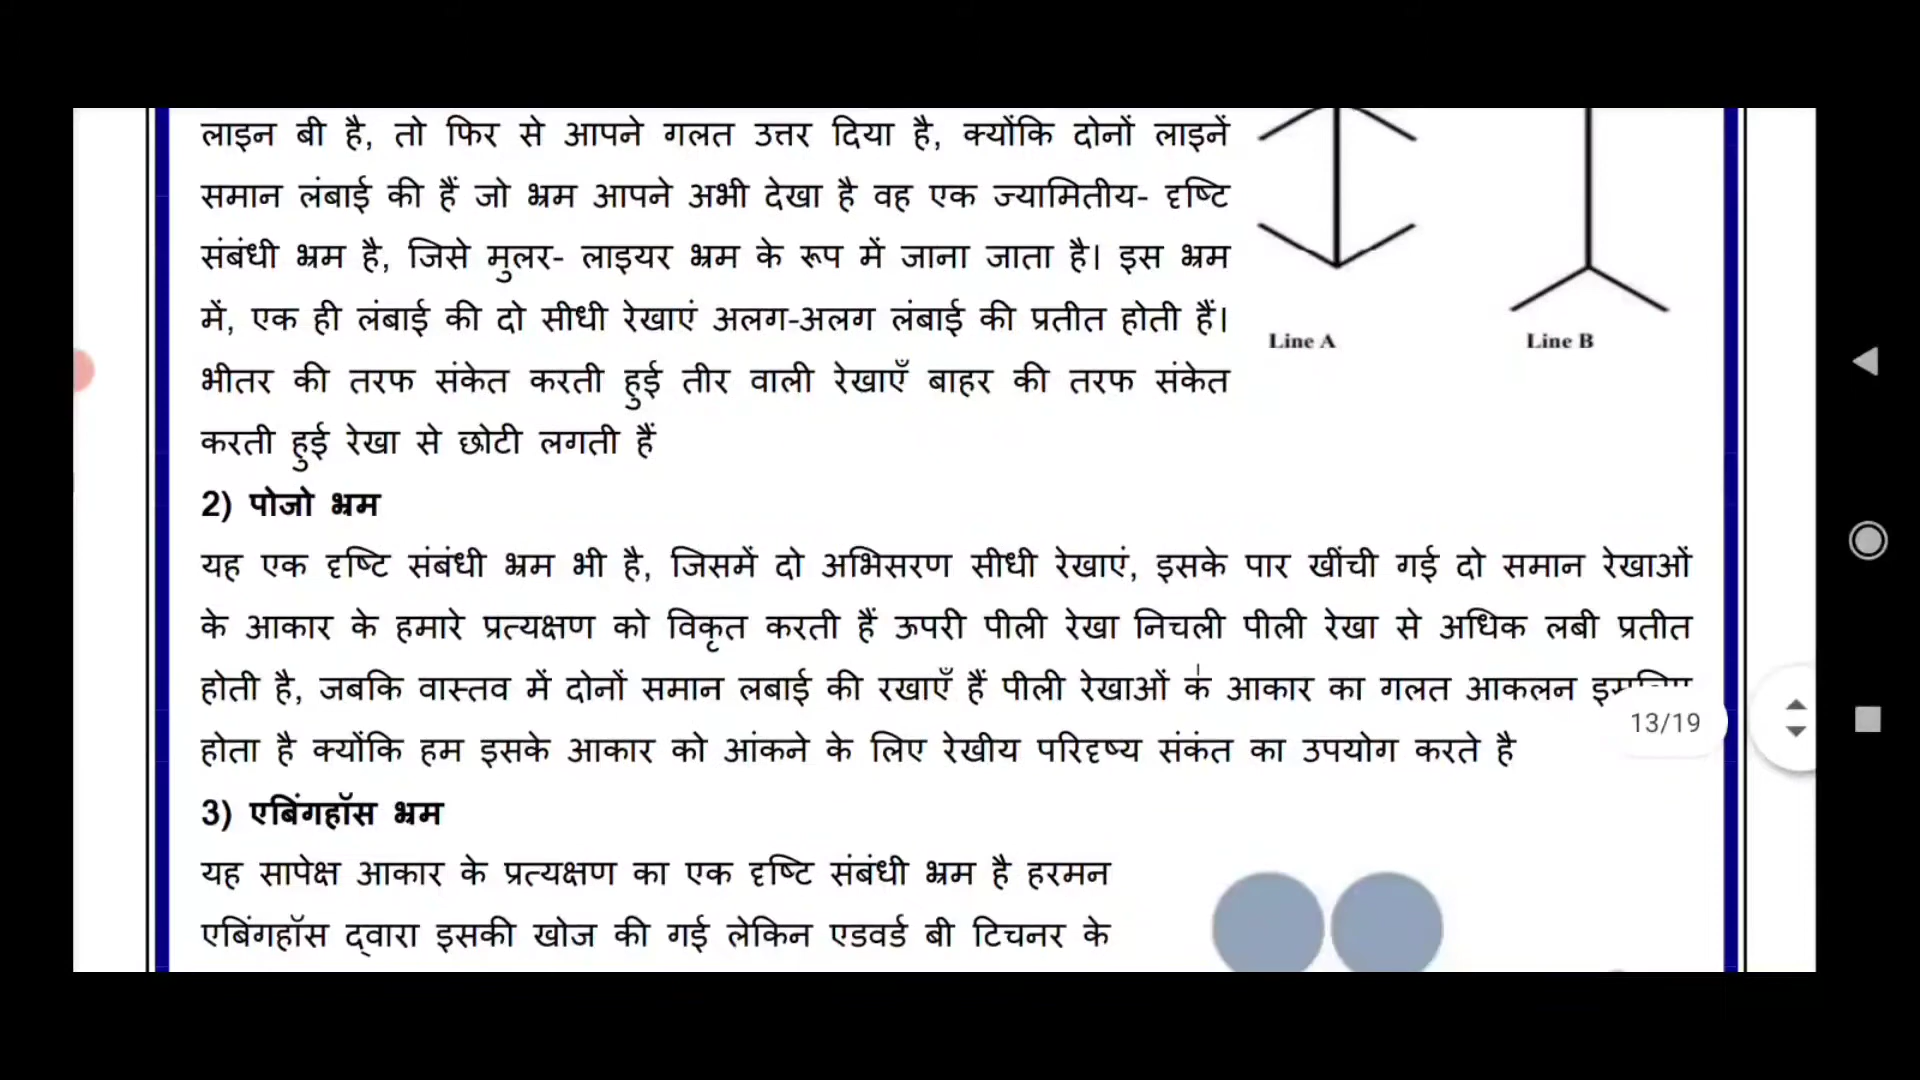 लाइन बी है, तो फिर से आपने गलत उत्तर दिया है, क्योंकि दोनों लाइनें
समान लंबाई की हैं जो भ्रम आपने अभी देखा है वह एक ज्यामितीय- दृष्टि
संबंधी भ्रम है, जिसे मुलर- लाइयर भ्रम के रूप में जाना जाता है। इस भ्रम
में, एक ही लंबाई की दो सीधी रेखाएं अलग-अलग लंबाई की प्रतीत होती हैं।
भीतर की तरफ संकेत करती हुई तीर वाली रेखाएँ बाहर की तरफ संकेत
करती हुई रेखा से छोटी लगती हैं
Line A
Line B
2) पोजो भ्रम
यह एक दृष्टि संबंधी भ्रम भी है, जिसमें दो अभिसरण सीधी रेखाएं, इसके पार खींची गई दो समान रेखाओं
के आकार के हमारे प्रत्यक्षण को विकृत करती हैं ऊपरी पीली रेखा निचली पीली रेखा से अधिक लबी प्रतीत
होती है, जबकि वास्तव में दोनों समान लबाई की रखाएँ हैं पीली रेखाओं के आकार का गलत आकलन
13/19
होता है क्योंकि हम इसके आकार को आंकने के लिए रेखीय परिदृष्य संकंत का उपयोग करते है
3) एबिंगहॉस भ्रम
यह सापेक्ष आकार के प्रत्यक्षण का एक दृष्टि संबंधी भ्रम है हरमन
एबिंगहॉस द्वारा इसकी खोज की गई लेकिन एडवर्ड बी टिचनर के